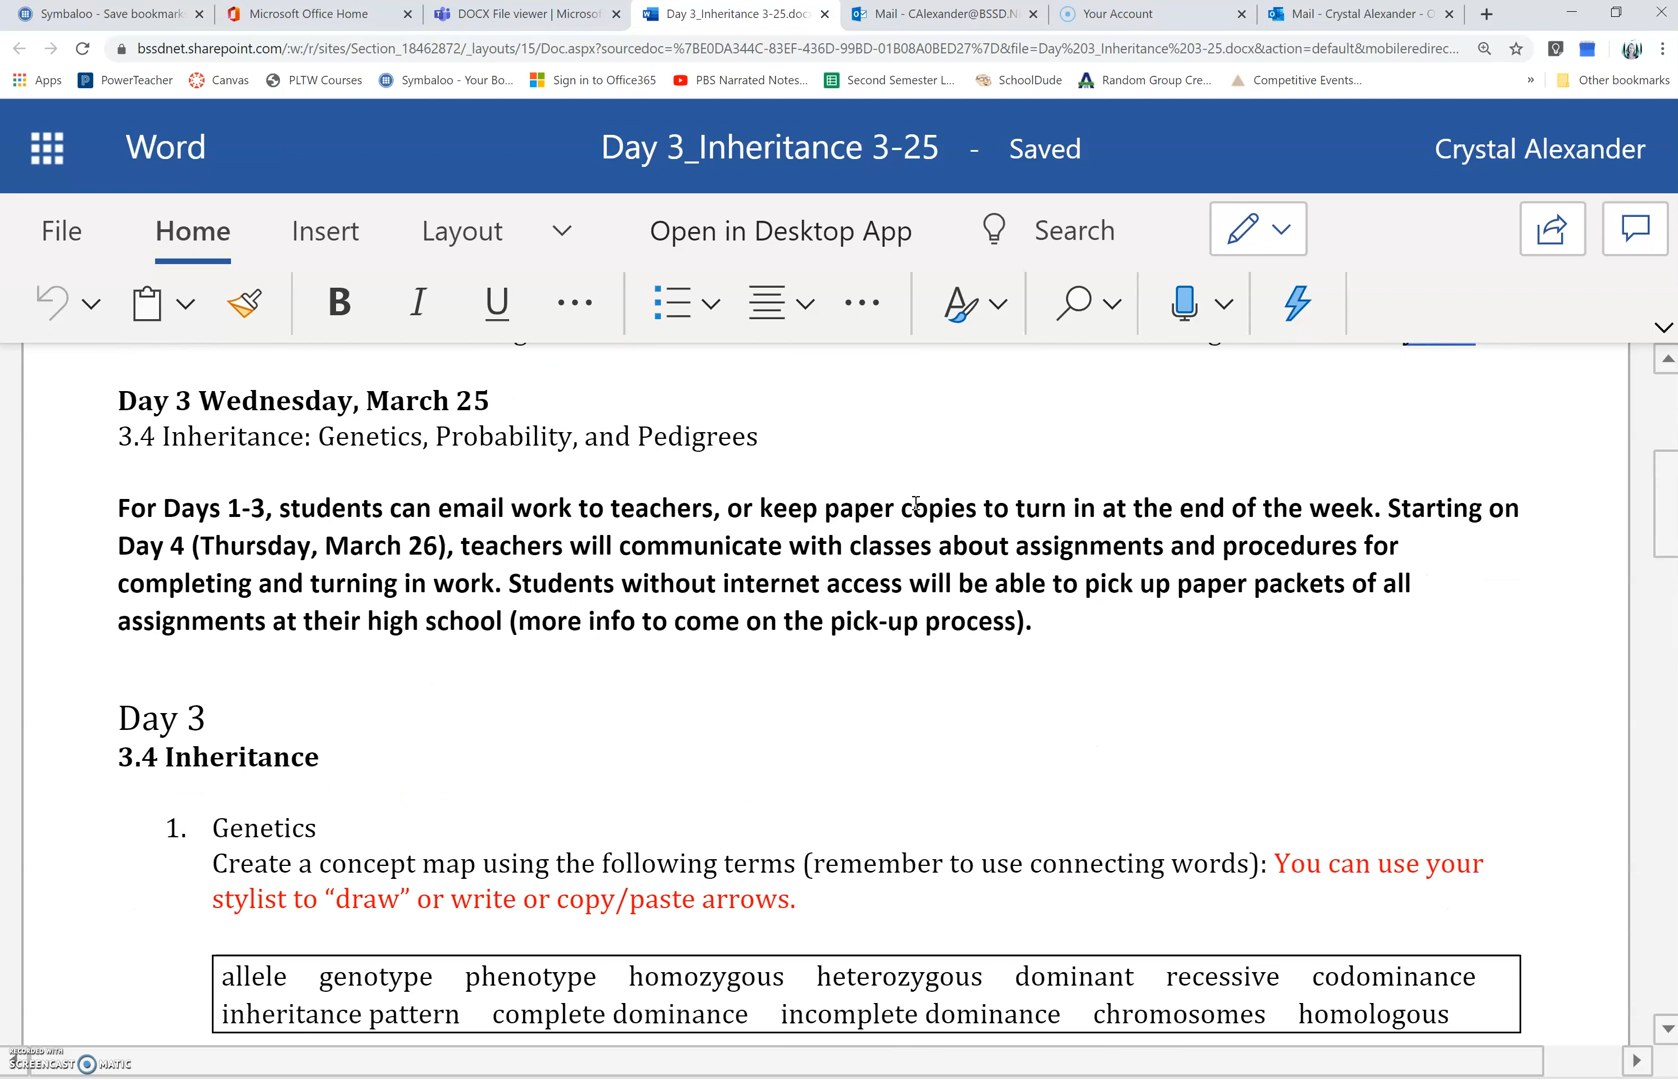 Symbaloo - Save bookmarks
Microsoft Office Home
DOCX File viewer | Microsof
Day 3_Inheritance 3-25.docx
Mail - CAlexander@BSSD.N
Your Account
Mail - Crystal Alexander - O
bssdnet.sharepoint.com/:w:/r/sites/Section_18462872/_layouts/15/Doc.aspx?sourcedoc=%7BE0DA344C-83EF-436D-99BD-01B08A0BED27%7D&file=Day%203_Inheritance%203-25.docx&action=default&mobileredirec...
Apps
PowerTeacher
Canvas
PLTW Courses
Symbaloo - Your Bo...
Sign in to Office365
PBS Narrated Note...
Second Semester L...
SchoolDude
Random Group Cre...
Competitive Events...
»
Other bookmarks
Word
Day 3_Inheritance 3-25 - Saved
Crystal Alexander
File
Home
Insert
Layout
Open in Desktop App
Search
B
I
U
Day 3 Wednesday, March 25
3.4 Inheritance: Genetics, Probability, and Pedigrees
For Days 1-3, students can email work to teachers, or keep paper copies to turn in at the end of the week. Starting on
Day 4 (Thursday, March 26), teachers will communicate with classes about assignments and procedures for
completing and turning in work. Students without internet access will be able to pick up paper packets of all
assignments at their high school (more info to come on the pick-up process).
Day 3
3.4 Inheritance
1. Genetics
Create a concept map using the following terms (remember to use connecting words): You can use your
stylist to “draw” or write or copy/paste arrows.
allele genotype phenotype homozygous heterozygous dominant recessive codominance
inheritance pattern complete dominance incomplete dominance chromosomes homologous
RECORDED WITH
SCREENCAST MATIC